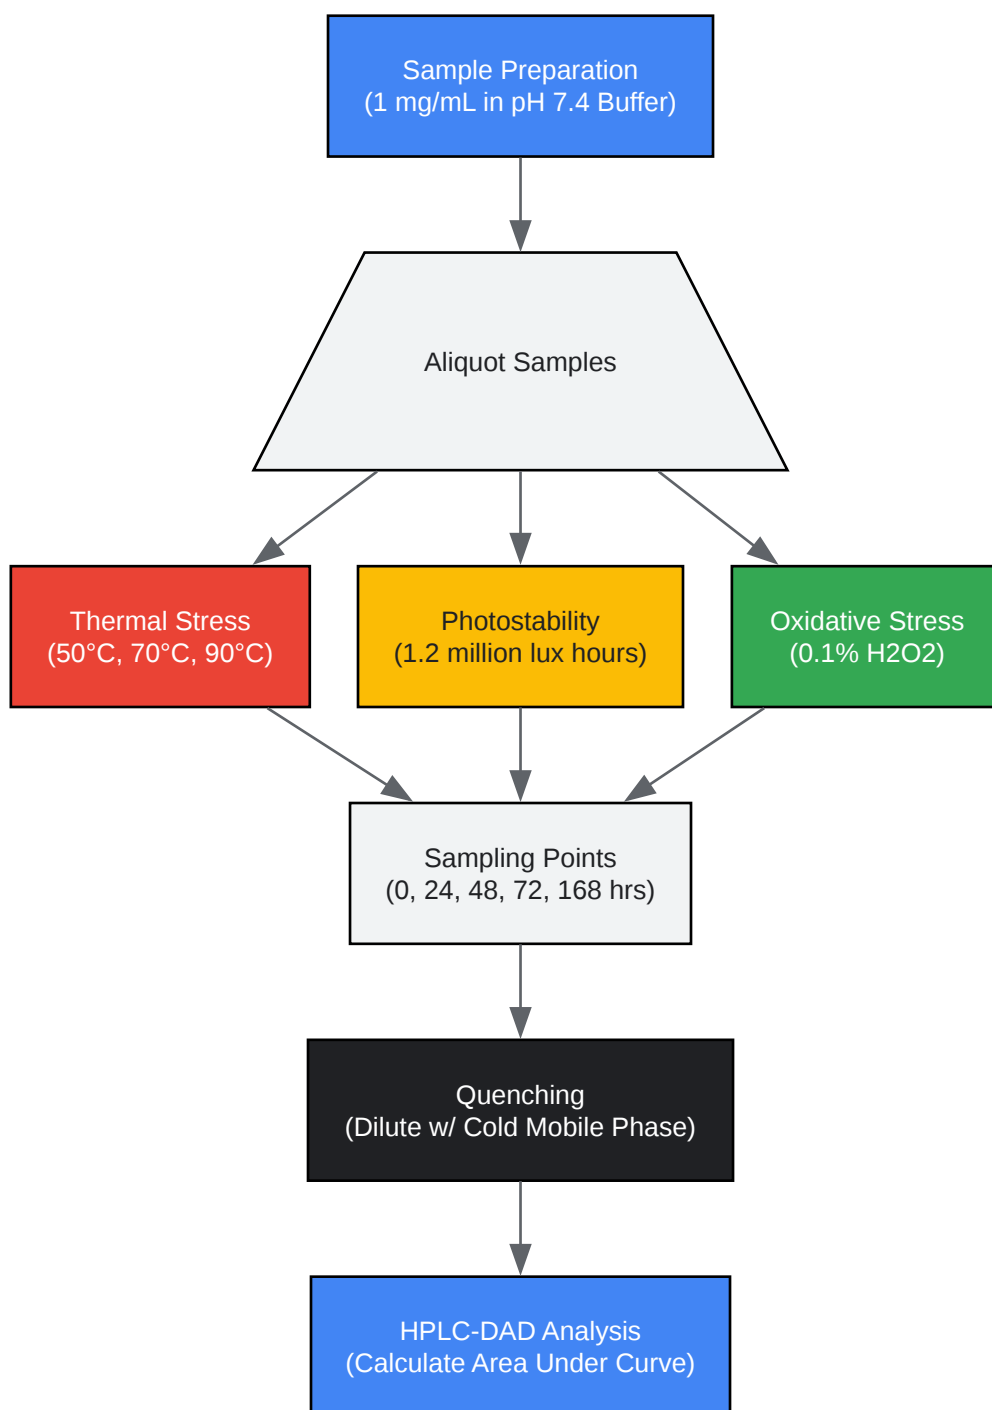 Sample Preparation
(1 mg/mL in pH 7.4 Buffer)
Aliquot Samples
Thermal Stress
(50°C, 70°C, 90°C)
Photostability
(1.2 million lux hours)
Oxidative Stress
(0.1% H2O2)
Sampling Points
(0, 24, 48, 72, 168 hrs)
Quenching
(Dilute w/ Cold Mobile Phase)
HPLC-DAD Analysis
(Calculate Area Under Curve)